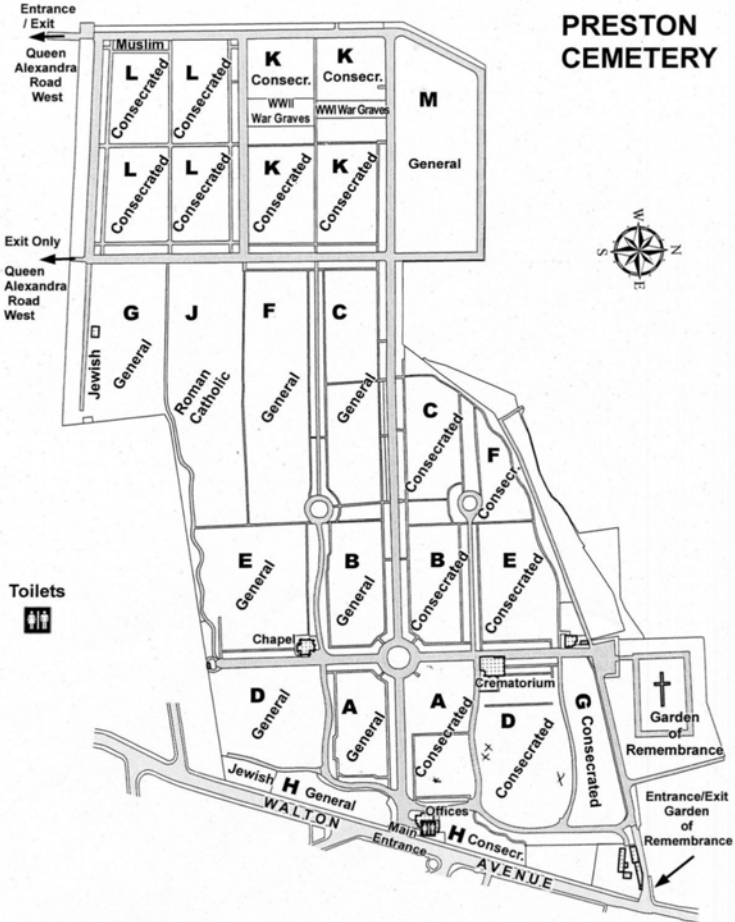 PRESTON
CEMETERY
Entrance
/ Exit
Queen
Alexandra
Road
West
Muslim
L
Consecrated
L
Consecrated
K
Consecr.
K
Consecr.
WWII
War Graves
WWI War Graves
M
General
L
Consecrated
L
Consecrated
K
Consecrated
K
Consecrated
W
N
S
E
Exit Only
Queen
Alexandra
Road
West
G
General
Jewish
J
Roman
Catholic
F
General
C
General
C
Consecrated
F
Consecr.
E
General
B
General
B
Consecrated
E
Consecrated
Toilets
Chapel
Crematorium
D
General
A
General
A
Consecrated
D
Consecrated
G Consecrated
Garden
of
Remembrance
Jewish
H General
Offices
Main
Entrance
H Consecr.
WALTON
AVENUE
Entrance/Exit
Garden
of
Remembrance